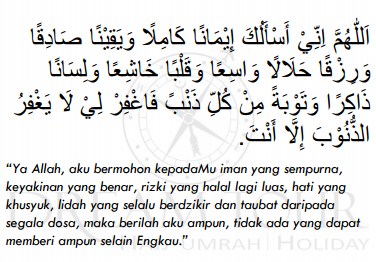 اَللّٰهُمَّ اِنِّيْ اَسْأَلُكَ إِيْمَانًا كَامِلًا وَيَقِيْنًا صَادِقًا
وَرِزْقًا حَلَالًا وَاسِعًا وَقَلْبًا خَاشِعًا وَلِسَانًا
ذَاكِرًا وَتَوْبَةً مِنْ كُلِّ ذَنْبٍ فَاغْفِرْ لِيْ لَا يَغْفِرُ
الذُّنُوْبَ إِلَّا أَنْتَ.
“Ya Allah, aku bermohon kepadaMu iman yang sempurna,
keyakinan yang benar, rizki yang halal lagi luas, hati yang
khusyuk, lidah yang selalu berdzikir dan taubat daripada
segala dosa, maka berilah aku ampun, tidak ada yang dapat
memberi ampun selain Engkau.”
UMRAH | HOLIDAY